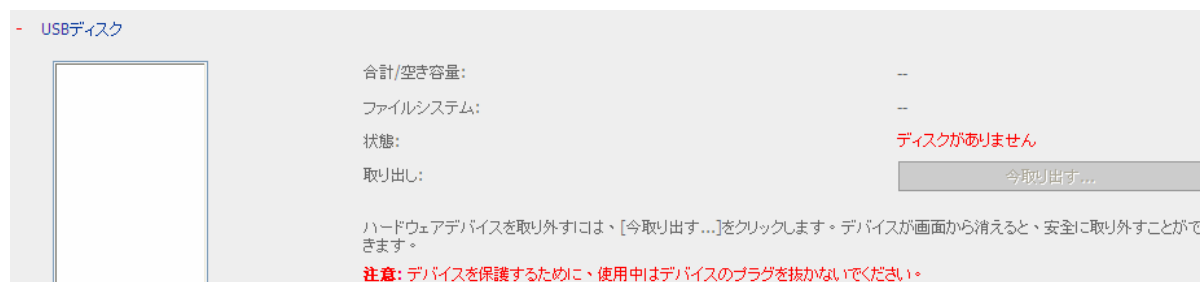 - USBディスク
合計/空き容量: --
ファイルシステム: --
状態: ディスクがありません
取り出し: 今取り出す...
ハードウェアデバイスを取り外すには、[今取り出す...]をクリックします。デバイスが画面から消えると、安全に取り外すことがで
きます。
注意: デバイスを保護するために、使用中はデバイスのプラグを抜かないでください。